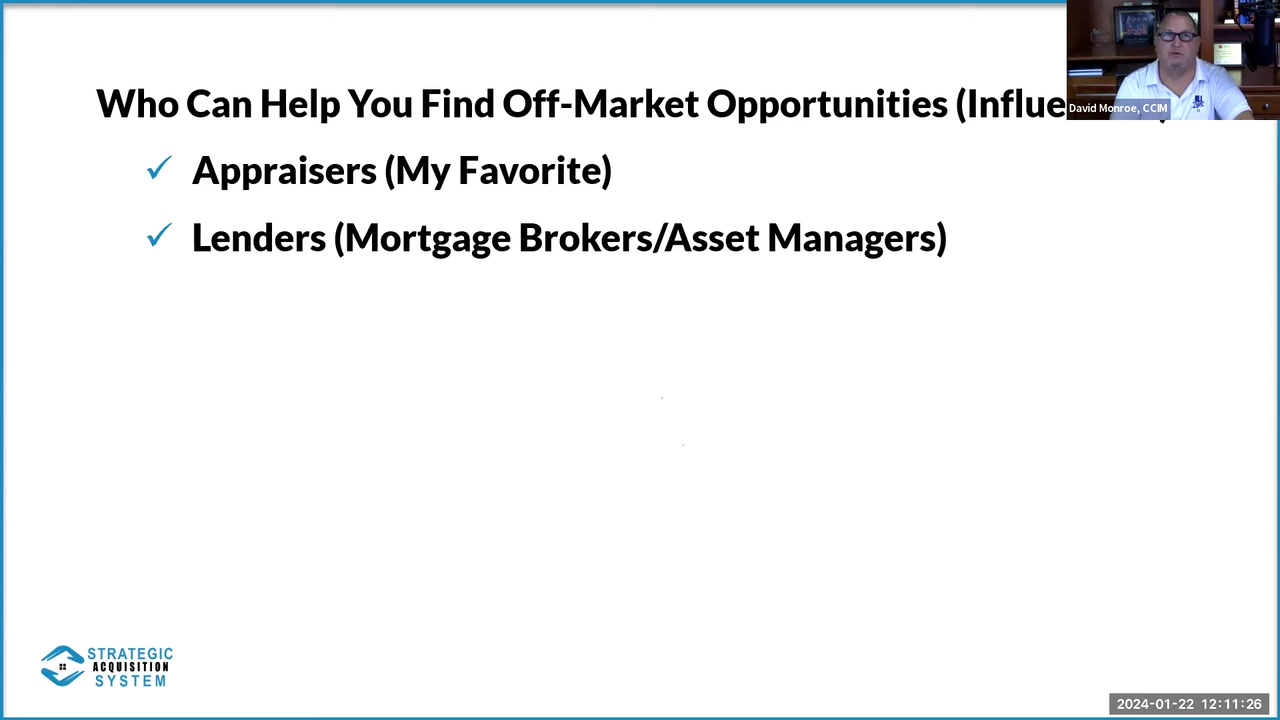 Who Can Help You Find Off-Market Opportunities (Influe
David Monroe, CCIM
✓ Appraisers (My Favorite)
✓ Lenders (Mortgage Brokers/Asset Managers)
STRATEGIC
ACQUISITION
SYSTEM
2024-01-22 12:11:26